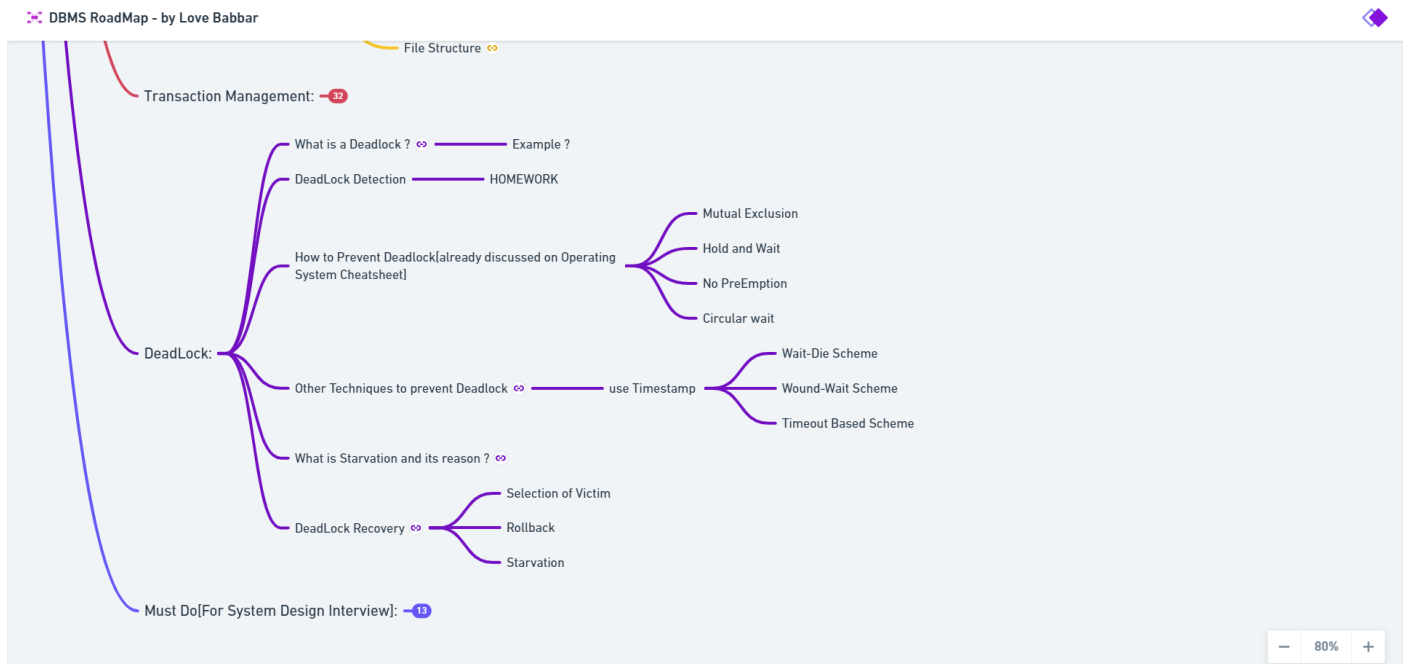 DBMS RoadMap - by Love Babbar
File Structure
Transaction Management:
32
What is a Deadlock ?
Example ?
DeadLock Detection
HOMEWORK
How to Prevent Deadlock[already discussed on Operating
System Cheatsheet]
Mutual Exclusion
Hold and Wait
No PreEmption
Circular wait
DeadLock:
Other Techniques to prevent Deadlock
use Timestamp
Wait-Die Scheme
Wound-Wait Scheme
Timeout Based Scheme
What is Starvation and its reason ?
DeadLock Recovery
Selection of Victim
Rollback
Starvation
Must Do[For System Design Interview]:
13
80%